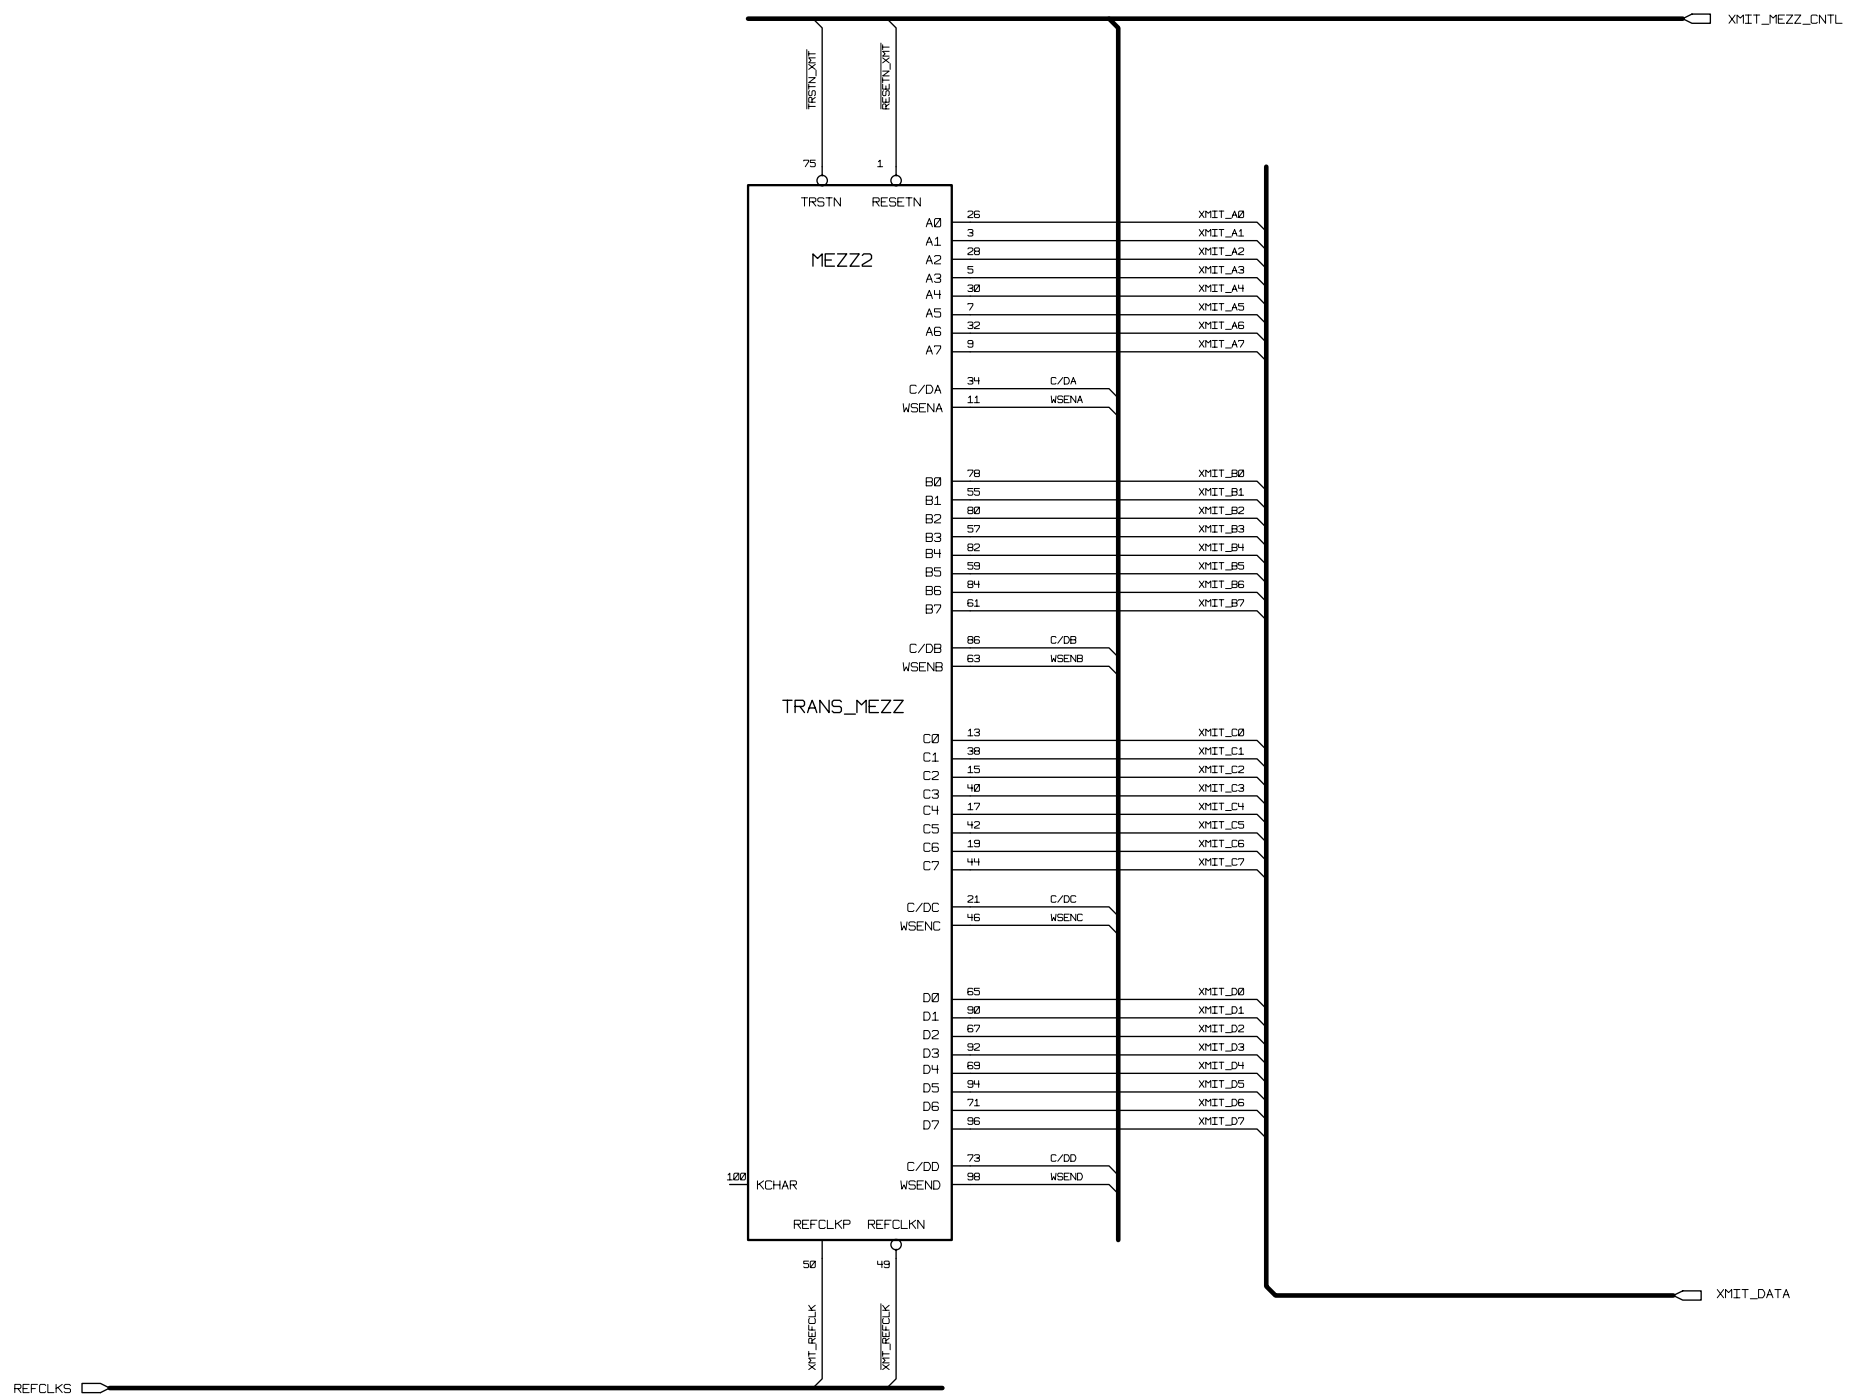 XMIT_MEZZ_CNTL
TRSTN_XMT
RESETN_XMT
75 1
TRSTN RESETN
MEZZ2
A0 26 XMIT_A0
A1 3 XMIT_A1
A2 28 XMIT_A2
A3 5 XMIT_A3
A4 30 XMIT_A4
A5 7 XMIT_A5
A6 32 XMIT_A6
A7 9 XMIT_A7
C/DA 34 C/DA
WSENA 11 WSENA
B0 78 XMIT_B0
B1 55 XMIT_B1
B2 80 XMIT_B2
B3 57 XMIT_B3
B4 82 XMIT_B4
B5 59 XMIT_B5
B6 84 XMIT_B6
B7 61 XMIT_B7
C/DB 86 C/DB
WSENB 63 WSENB
TRANS_MEZZ
C0 13 XMIT_C0
C1 38 XMIT_C1
C2 15 XMIT_C2
C3 40 XMIT_C3
C4 17 XMIT_C4
C5 42 XMIT_C5
C6 19 XMIT_C6
C7 44 XMIT_C7
C/DC 21 C/DC
WSENC 46 WSENC
D0 65 XMIT_D0
D1 90 XMIT_D1
D2 67 XMIT_D2
D3 92 XMIT_D3
D4 69 XMIT_D4
D5 94 XMIT_D5
D6 71 XMIT_D6
D7 96 XMIT_D7
C/DD 73 C/DD
100 KCHAR WSEND 98 WSEND
REFCLKP REFCLKN
50 49
XMT_REFCLK
XMT_REFCLK
XMIT_DATA
REFCLKS